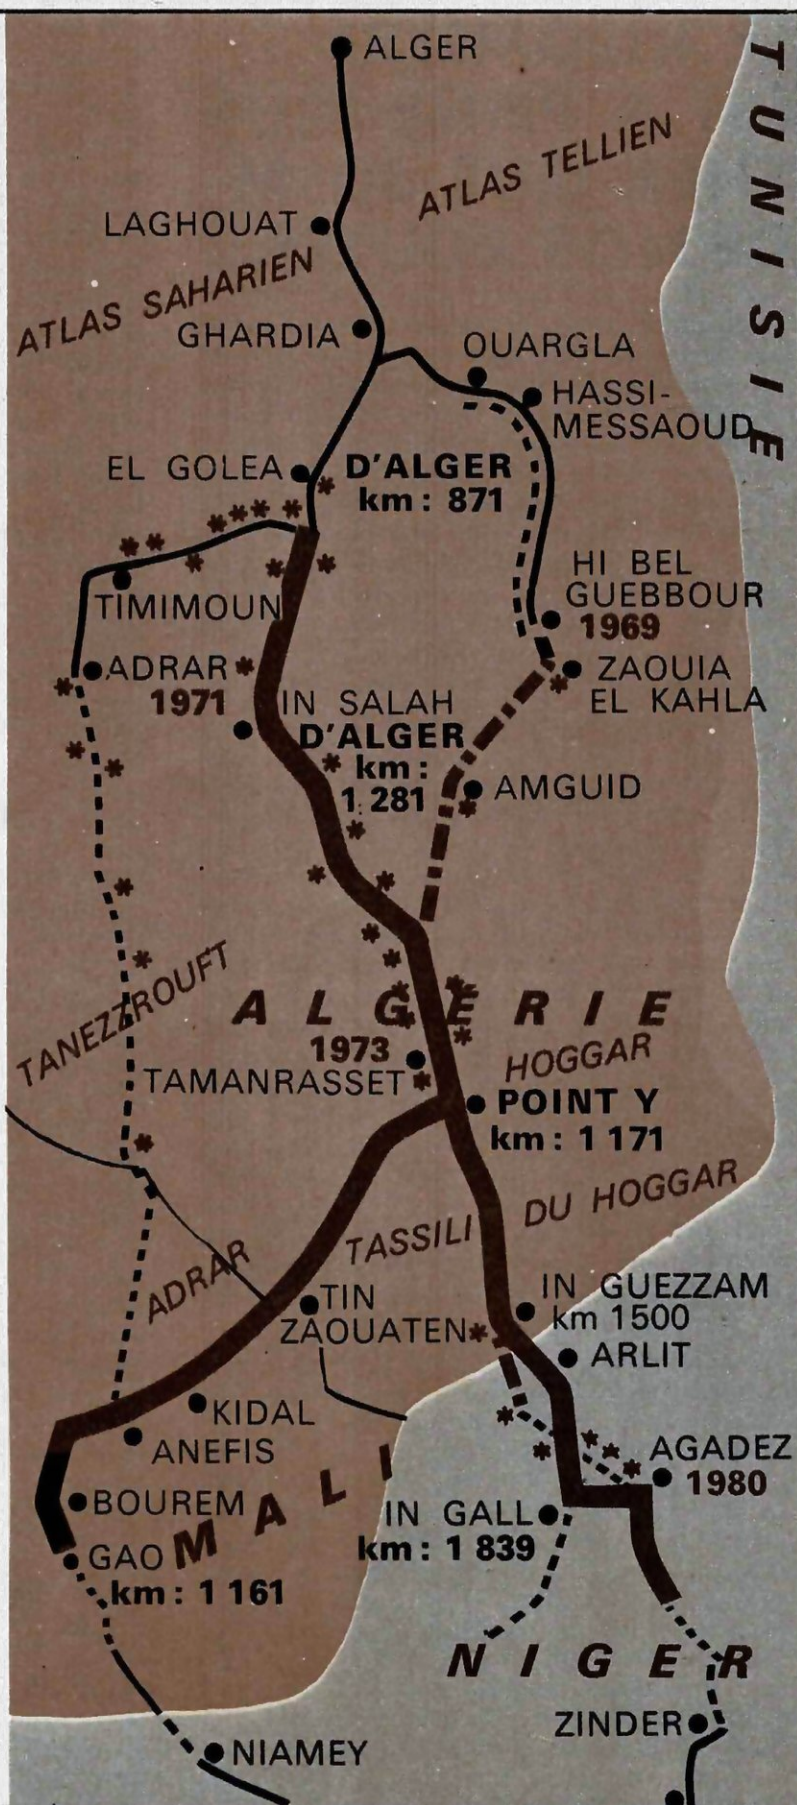 ALGER
TUNISIE
ATLAS TELLIEN
LAGHOUAT
ATLAS SAHARIEN
GHARDIA
OUARGLA
HASSI-
MESSAOUD
EL GOLEA
D'ALGER
km : 871
HI BEL
GUEBBOUR
1969
TIMIMOUN
ADRAR
1971
ZAOUIA
EL KAHLA
IN SALAH
D'ALGER
km :
1 281
AMGUID
TANEZZROUFT
ALGERIE
1973
TAMANRASSET
HOGGAR
POINT Y
km : 1 171
TASSILI DU HOGGAR
ADRAR
TIN
ZAOUATEN
IN GUEZZAM
km 1500
ARLIT
KIDAL
ANEFIS
AGADEZ
1980
BOUREM
MALI
IN GALL
km : 1 839
GAO
km : 1 161
NIGER
ZINDER
NIAMEY